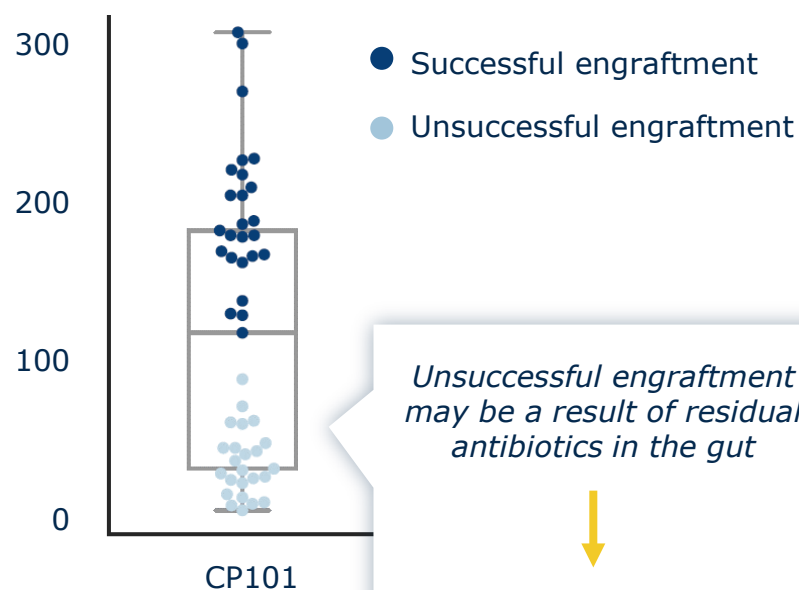 300
200
100
0
CP101
Successful engraftment
Unsuccessful engraftment
Unsuccessful engraftment
may be a result of residual
antibiotics in the gut